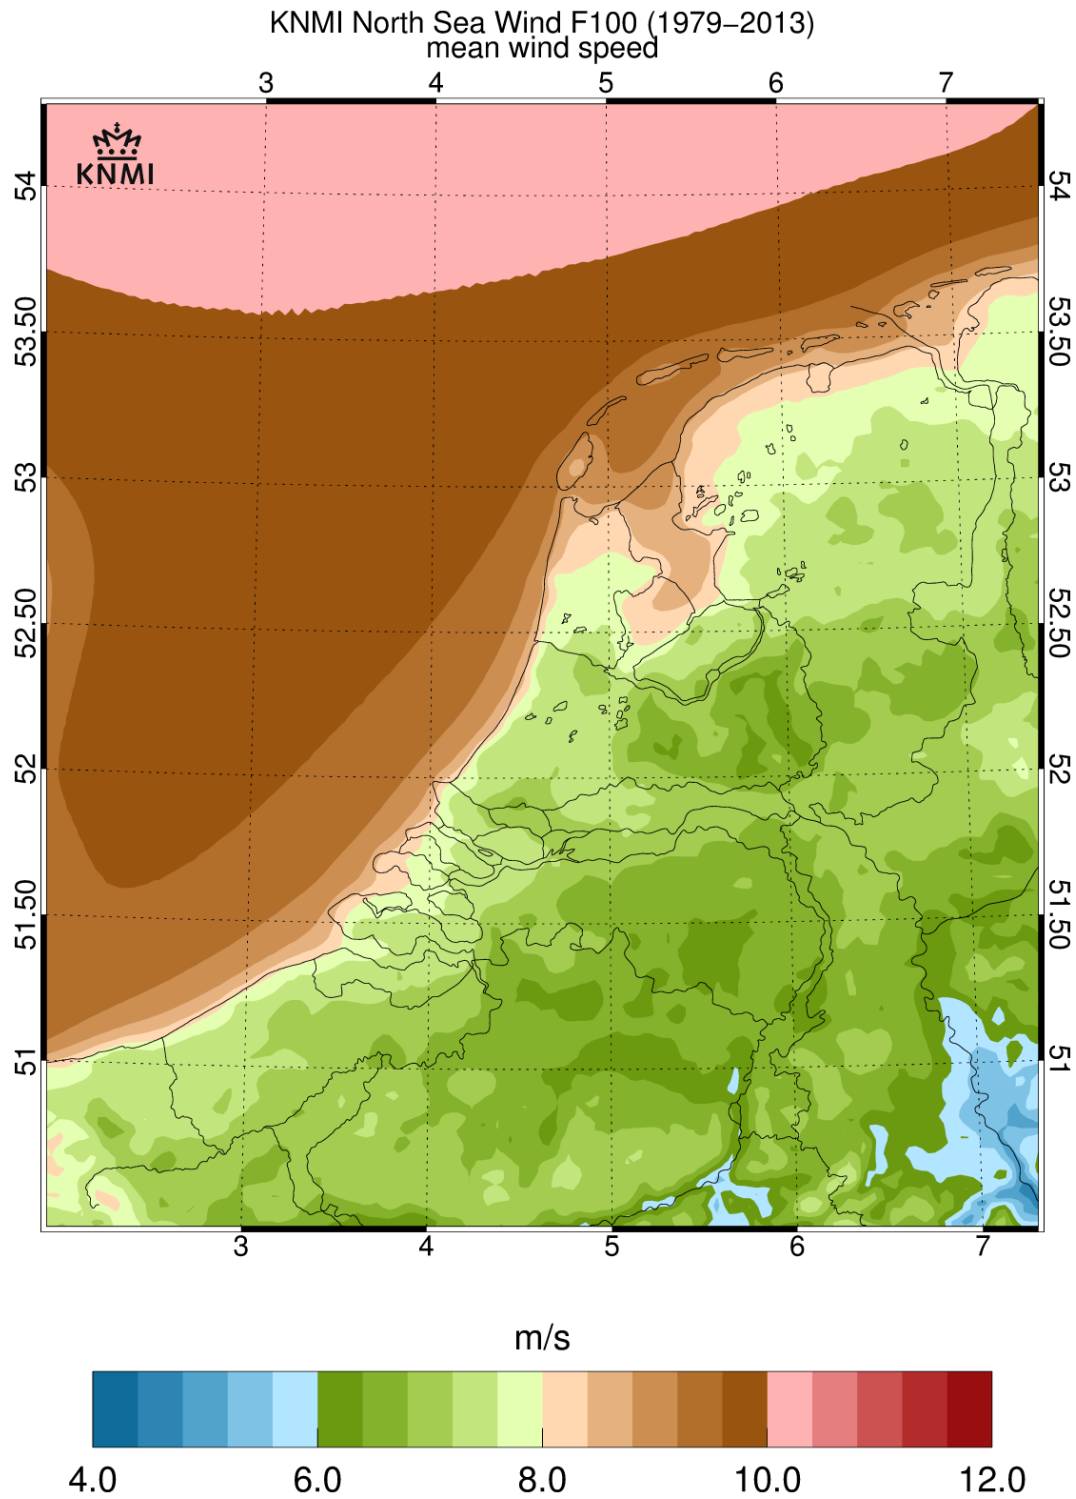 KNMI North Sea Wind F100 (1979−2013)
mean wind speed
3 4 5 6 7
KNMI
54 54
53.50 53.50
53 53
52.50 52.50
52 52
51.50 51.50
51 51
3 4 5 6 7
m/s
4.0 6.0 8.0 10.0 12.0